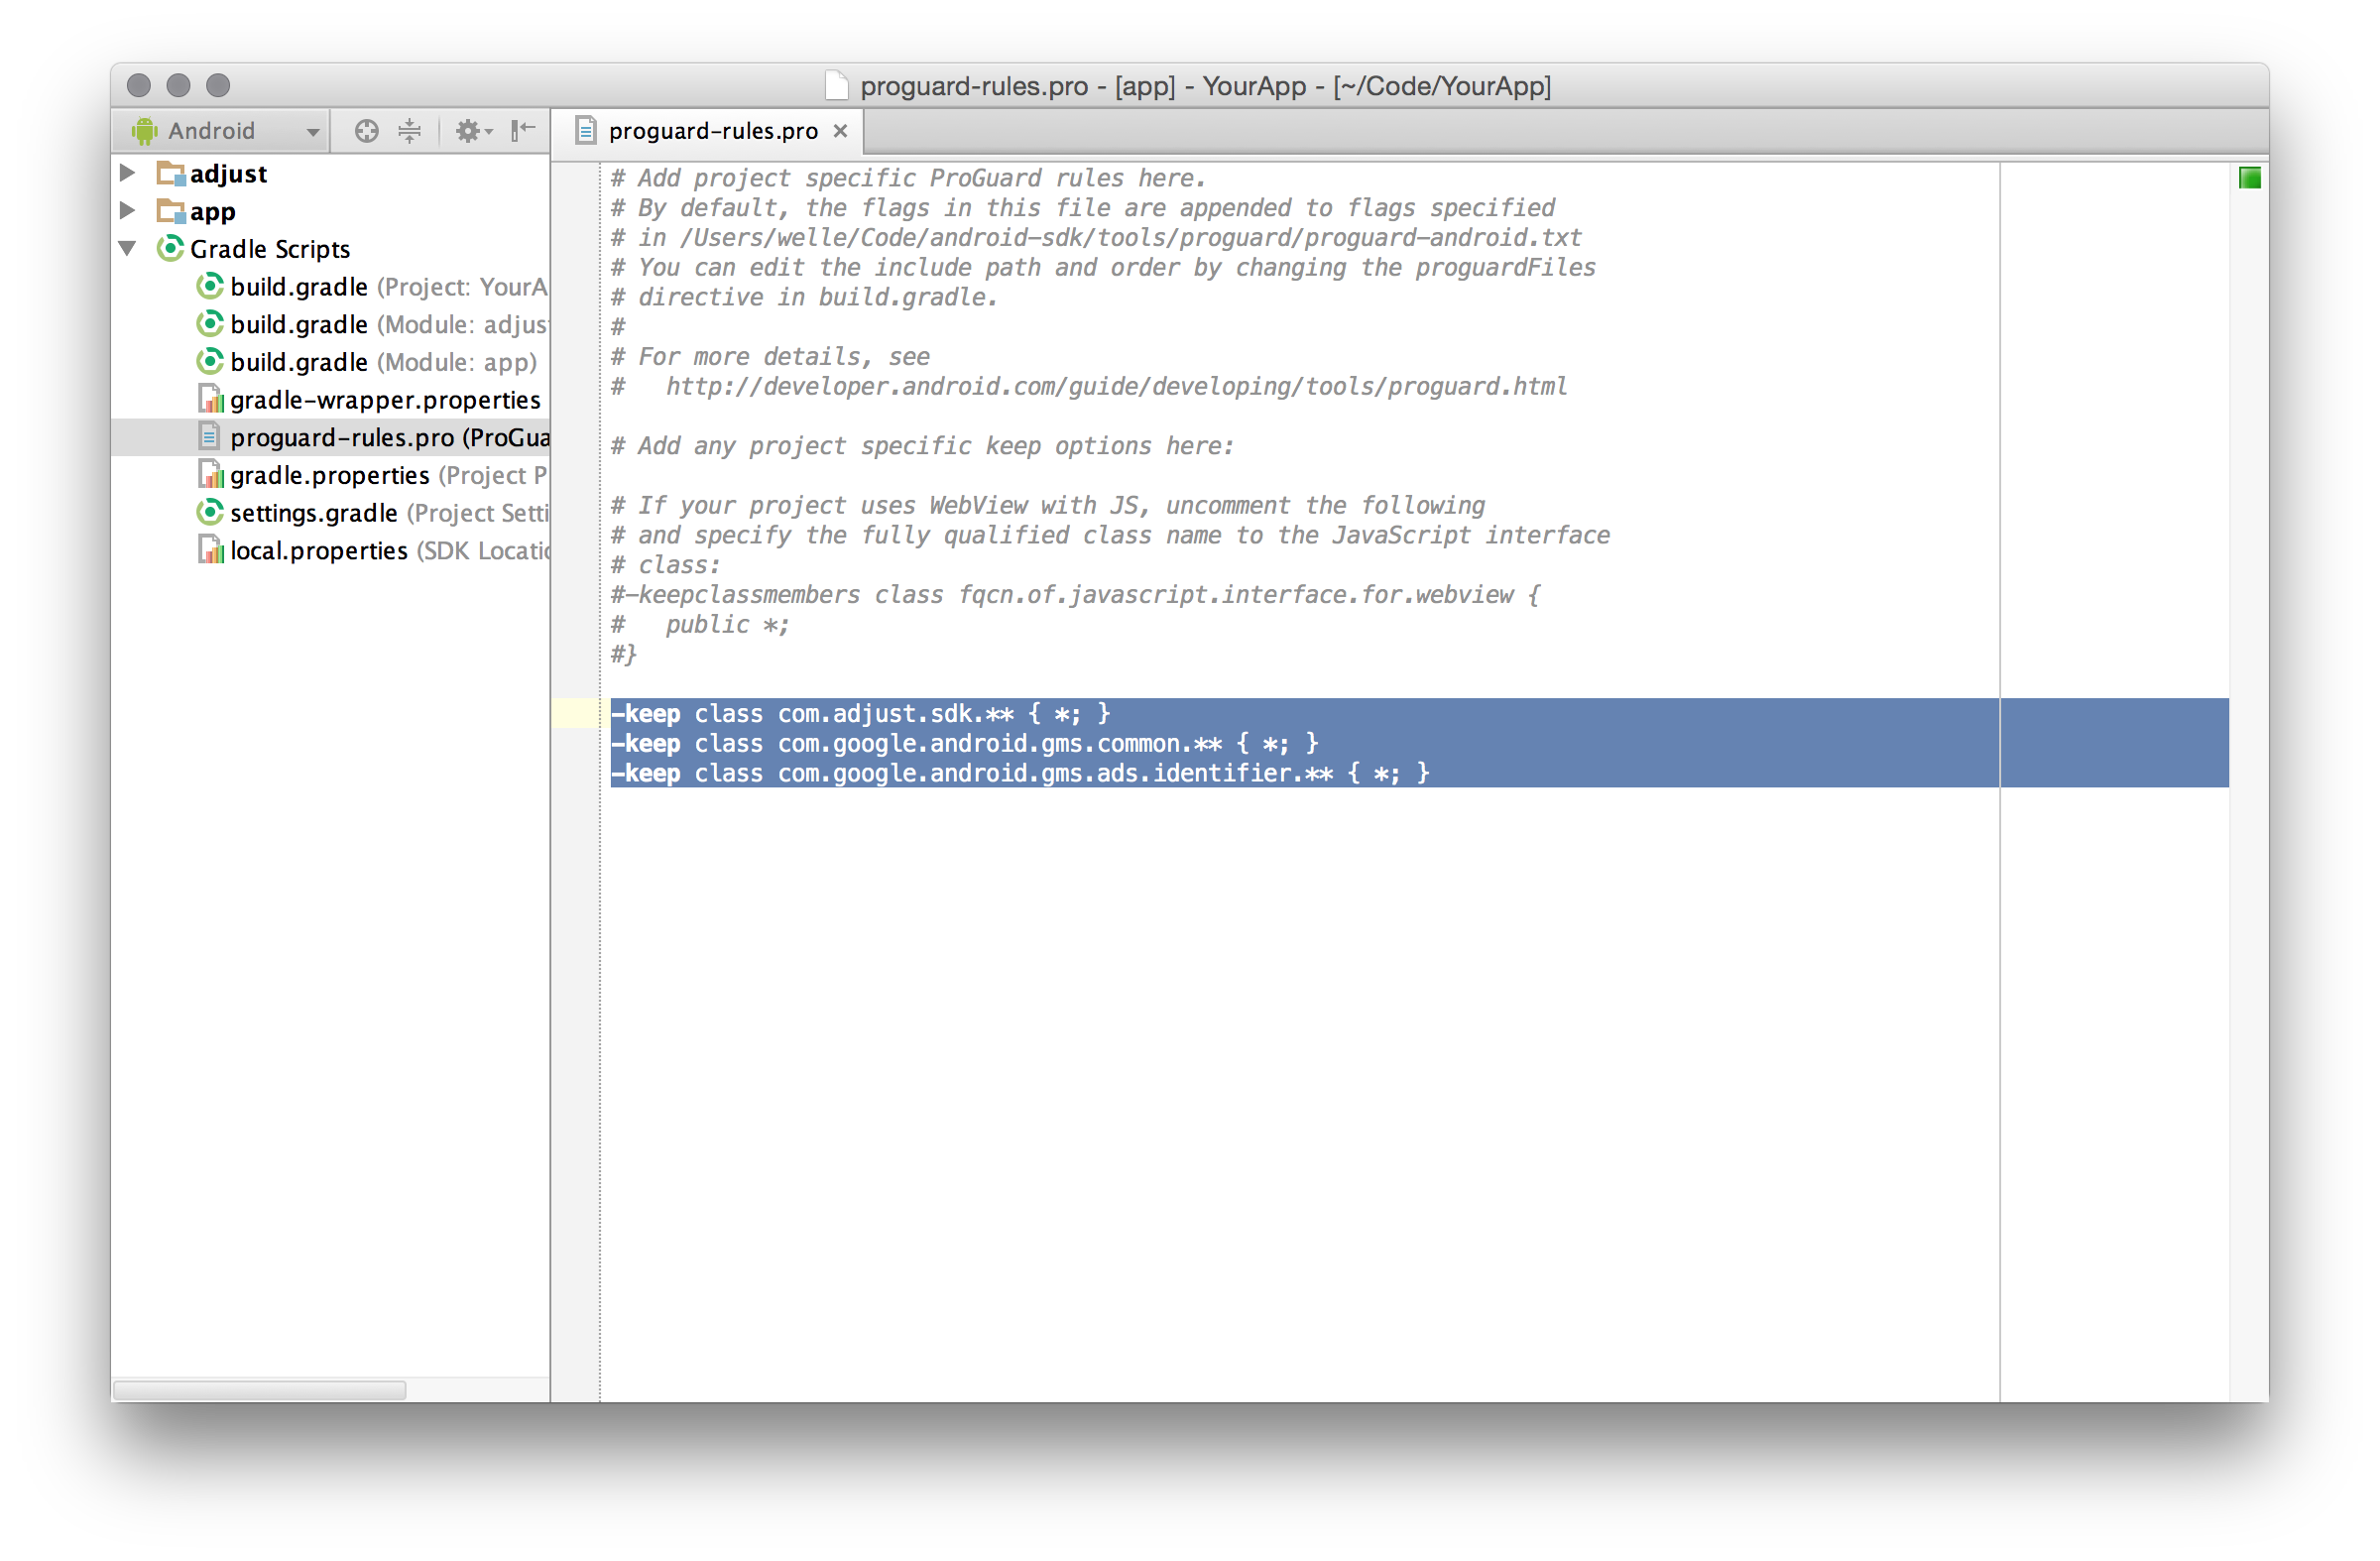 proguard-rules.pro - [app] - YourApp - [~/Code/YourApp]
Android
proguard-rules.pro
adjust
app
Gradle Scripts
build.gradle (Project: YourA
build.gradle (Module: adjus
build.gradle (Module: app)
gradle-wrapper.properties
proguard-rules.pro (ProGua
gradle.properties (Project P
settings.gradle (Project Setti
local.properties (SDK Locatio
# Add project specific ProGuard rules here.
# By default, the flags in this file are appended to flags specified
# in /Users/welle/Code/android-sdk/tools/proguard/proguard-android.txt
# You can edit the include path and order by changing the proguardFiles
# directive in build.gradle.
#
# For more details, see
#   http://developer.android.com/guide/developing/tools/proguard.html
# Add any project specific keep options here:
# If your project uses WebView with JS, uncomment the following
# and specify the fully qualified class name to the JavaScript interface
# class:
#-keepclassmembers class fqcn.of.javascript.interface.for.webview {
#   public *;
#}
-keep class com.adjust.sdk.** { *; }
-keep class com.google.android.gms.common.** { *; }
-keep class com.google.android.gms.ads.identifier.** { *; }